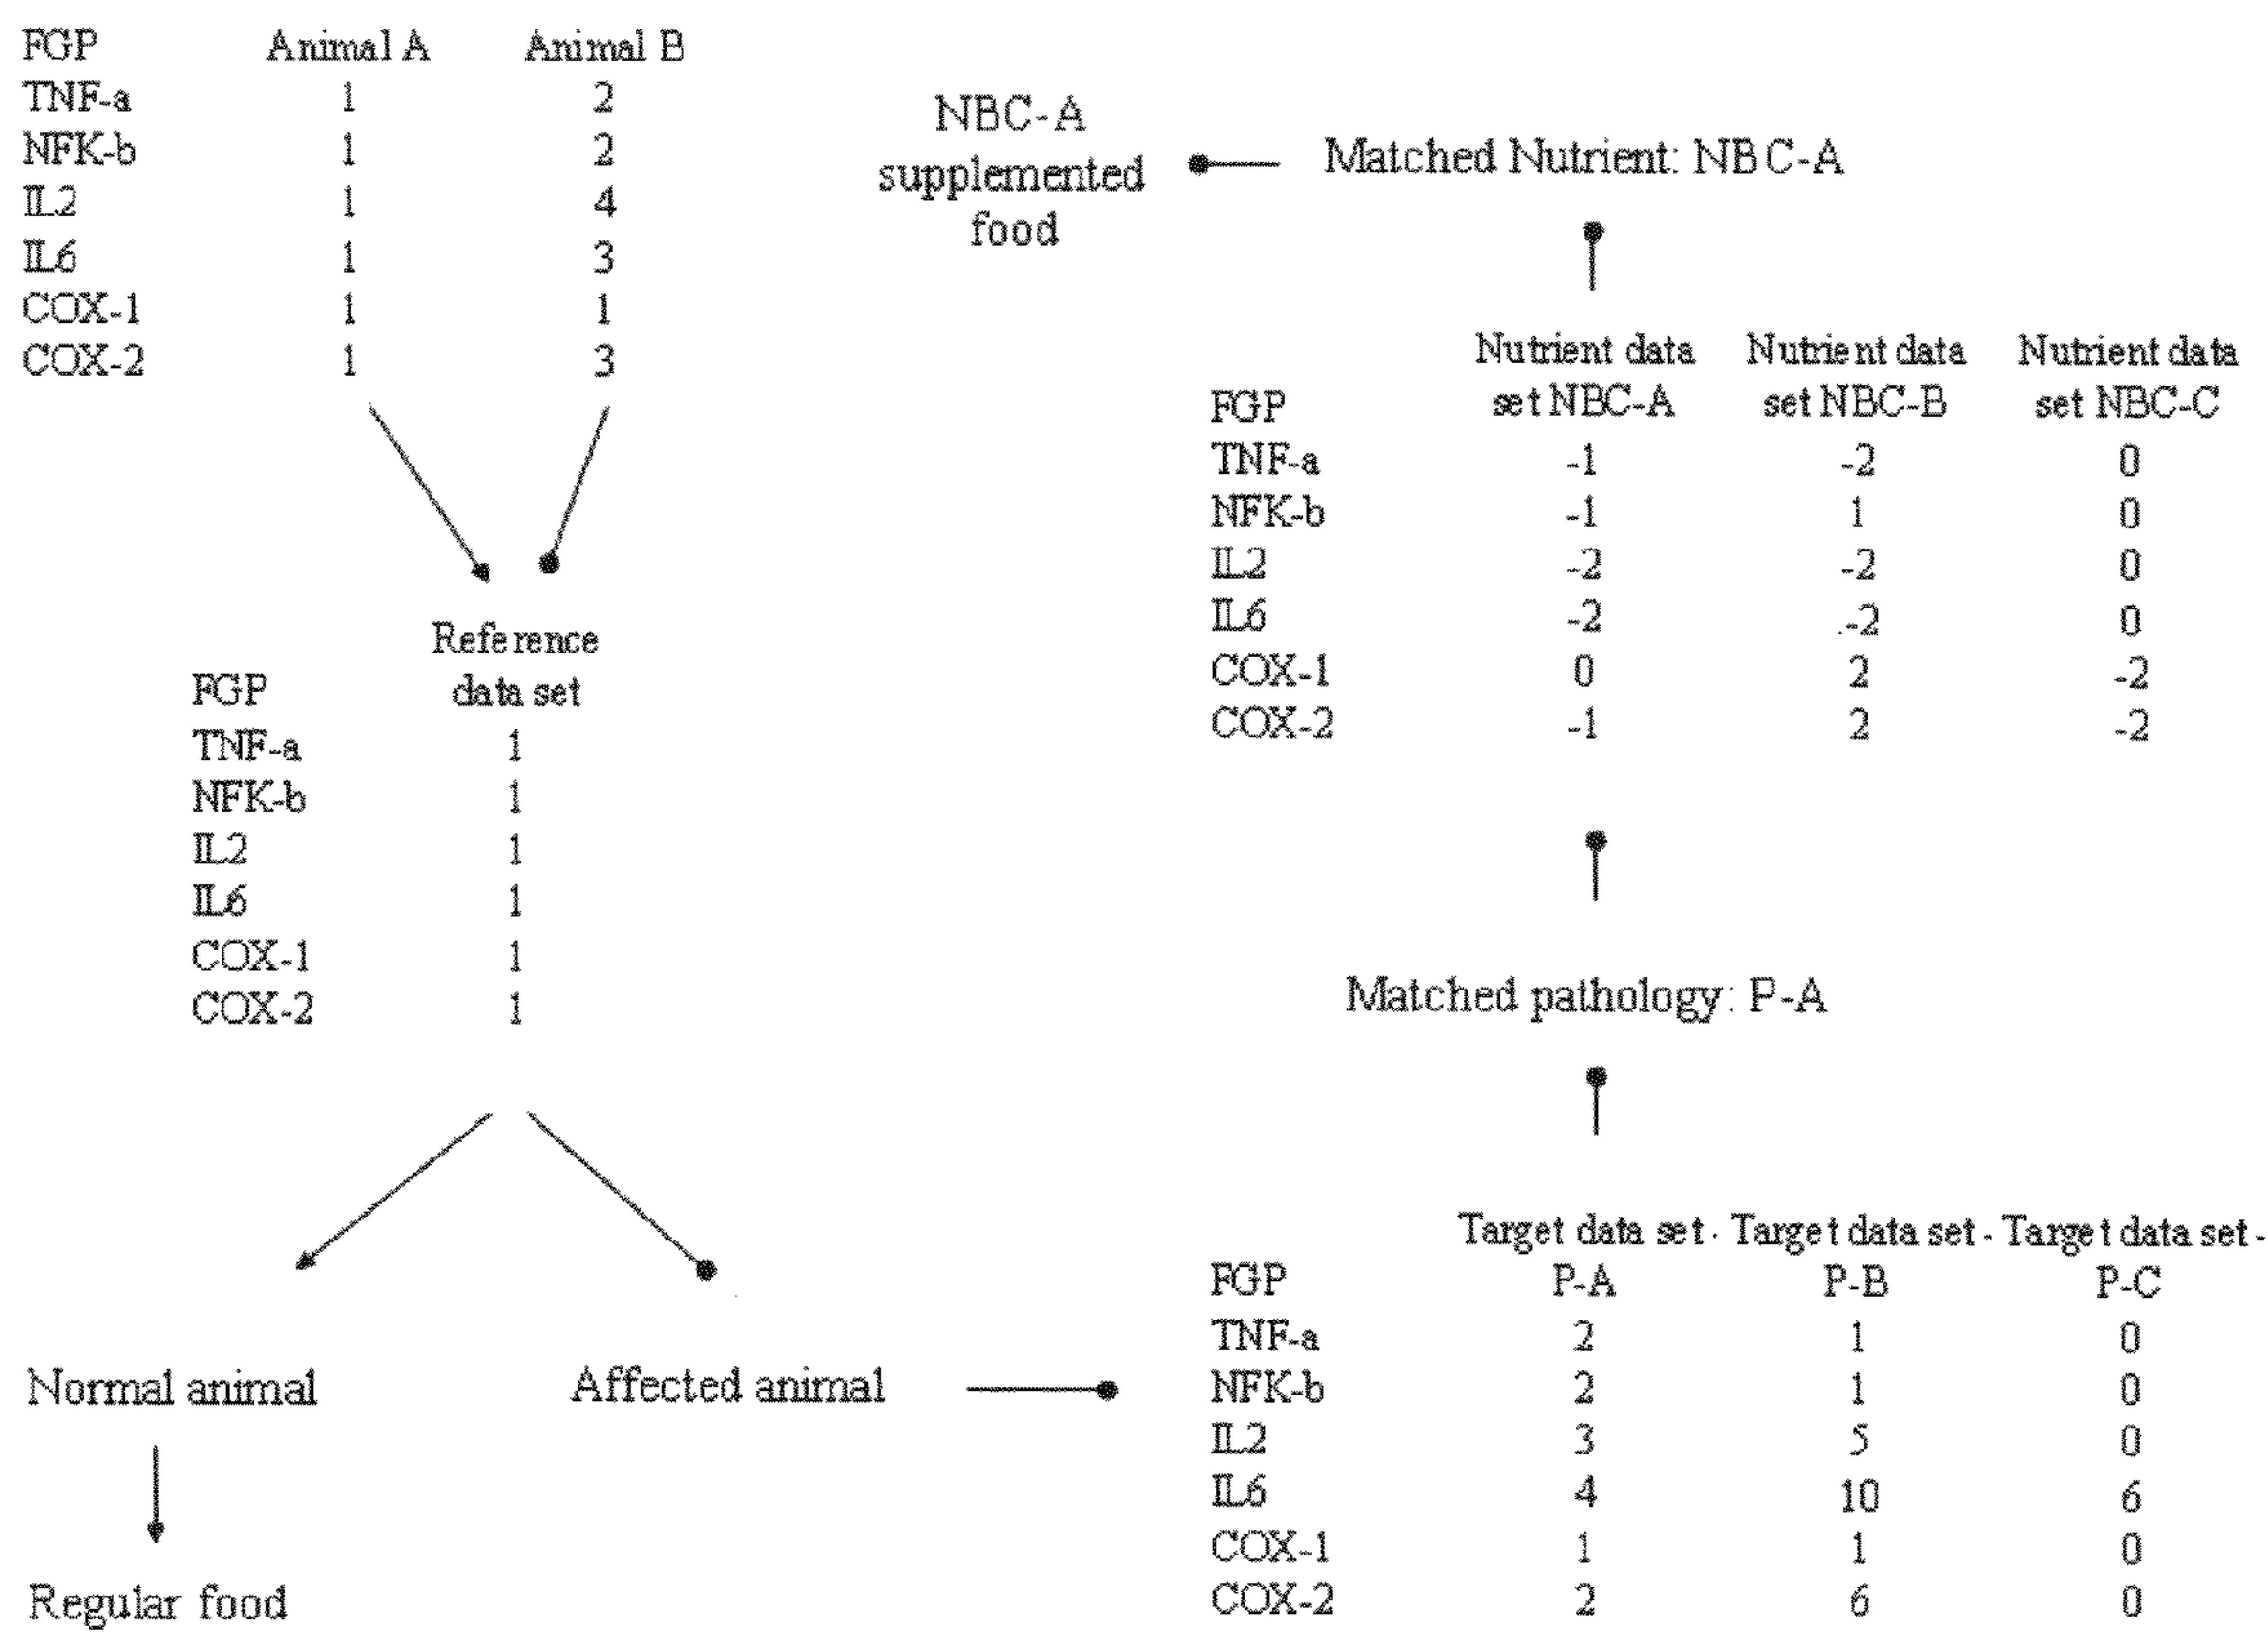 FGP Animal A Animal B
TNF-a 1 2
NFK-b 1 2
IL2 1 4
IL6 1 3
COX-1 1 1
COX-2 1 3
Reference
FGP data set
TNF-a 1
NFK-b 1
IL2 1
IL6 1
COX-1 1
COX-2 1
Normal animal
Regular food
Affected animal
Target data set - Target data set - Target data set -
FGP P-A P-B P-C
TNF-a 2 1 0
NFK-b 2 1 0
IL2 3 5 0
IL6 4 10 6
COX-1 1 1 0
COX-2 2 6 0
Matched pathology: P-A
Nutrient data Nutrient data Nutrient data
FGP set NBC-A set NBC-B set NBC-C
TNF-a -1 -2 0
NFK-b -1 1 0
IL2 -2 -2 0
IL6 -2 -2 0
COX-1 0 2 -2
COX-2 -1 2 -2
Matched Nutrient: NBC-A
NBC-A
supplemented
food